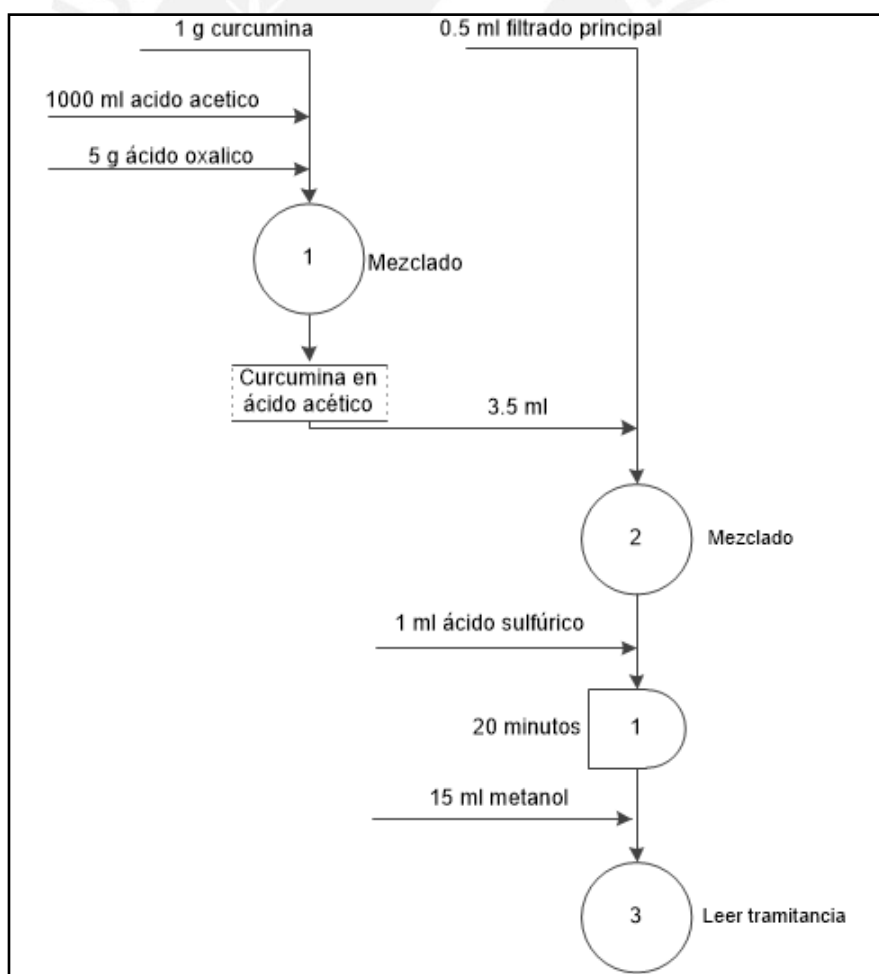 1 g curcumina
0.5 ml filtrado principal
1000 ml acido acetico
5 g ácido oxalico
1
Mezclado
Curcumina en
ácido acético
3.5 ml
2
Mezclado
1 ml ácido sulfúrico
20 minutos
1
15 ml metanol
3
Leer tramitancia